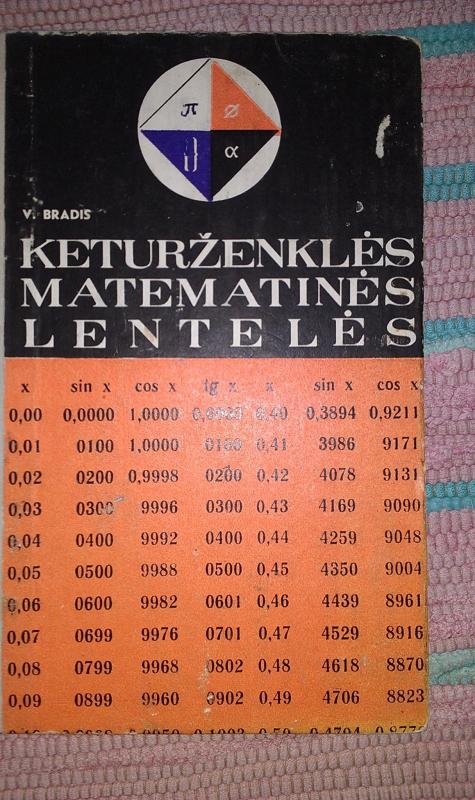 π ø
α
V. BRADIS
KETURŽENKLĖS
MATEMATINĖS
LENTELĖS
x sin x cos x tg x x sin x cos x
0,00 0,0000 1,0000 0,0000 0,40 0,3894 0,9211
0,01 0100 1,0000 0100 0,41 3986 9171
0,02 0200 0,9998 0200 0,42 4078 9131
0,03 0300 9996 0300 0,43 4169 9090
0,04 0400 9992 0400 0,44 4259 9048
0,05 0500 9988 0500 0,45 4350 9004
0,06 0600 9982 0601 0,46 4439 8961
0,07 0699 9976 0701 0,47 4529 8916
0,08 0799 9968 0802 0,48 4618 8870
0,09 0899 9960 0902 0,49 4706 8823